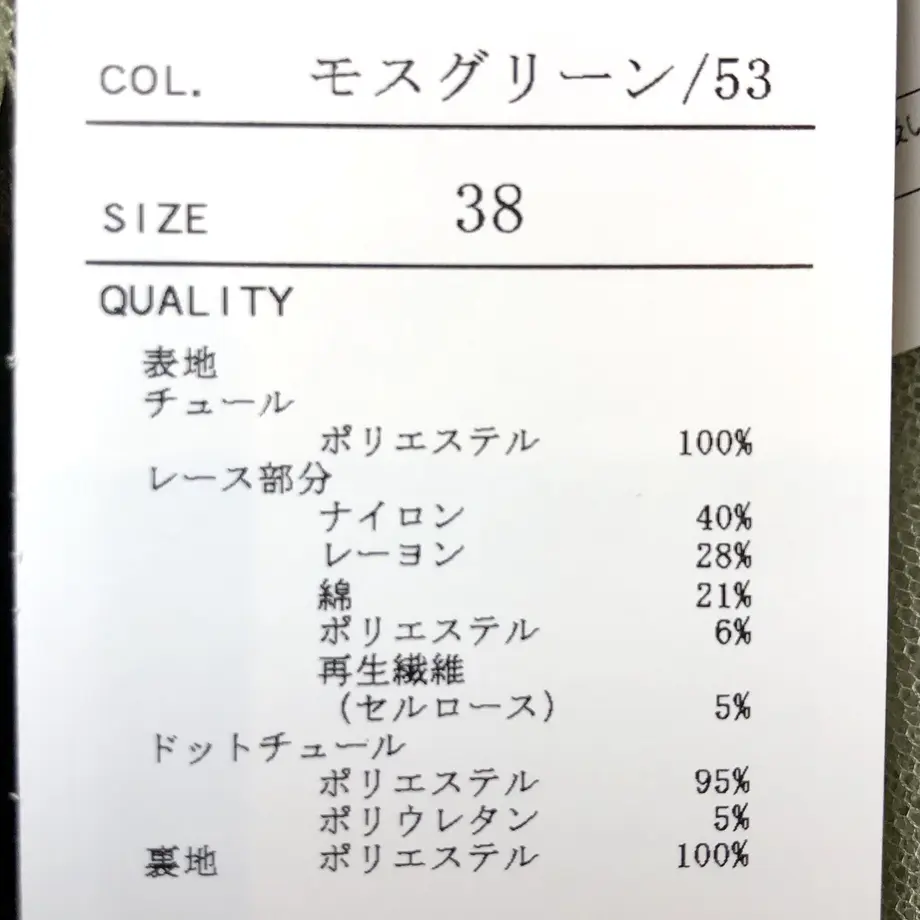 COL. モスグリーン/53
SIZE 38
QUALITY
表地
チュール
ポリエステル 100%
レース部分
ナイロン 40%
レーヨン 28%
綿 21%
ポリエステル 6%
再生繊維
(セルロース) 5%
ドットチュール
ポリエステル 95%
ポリウレタン 5%
裏地 ポリエステル 100%